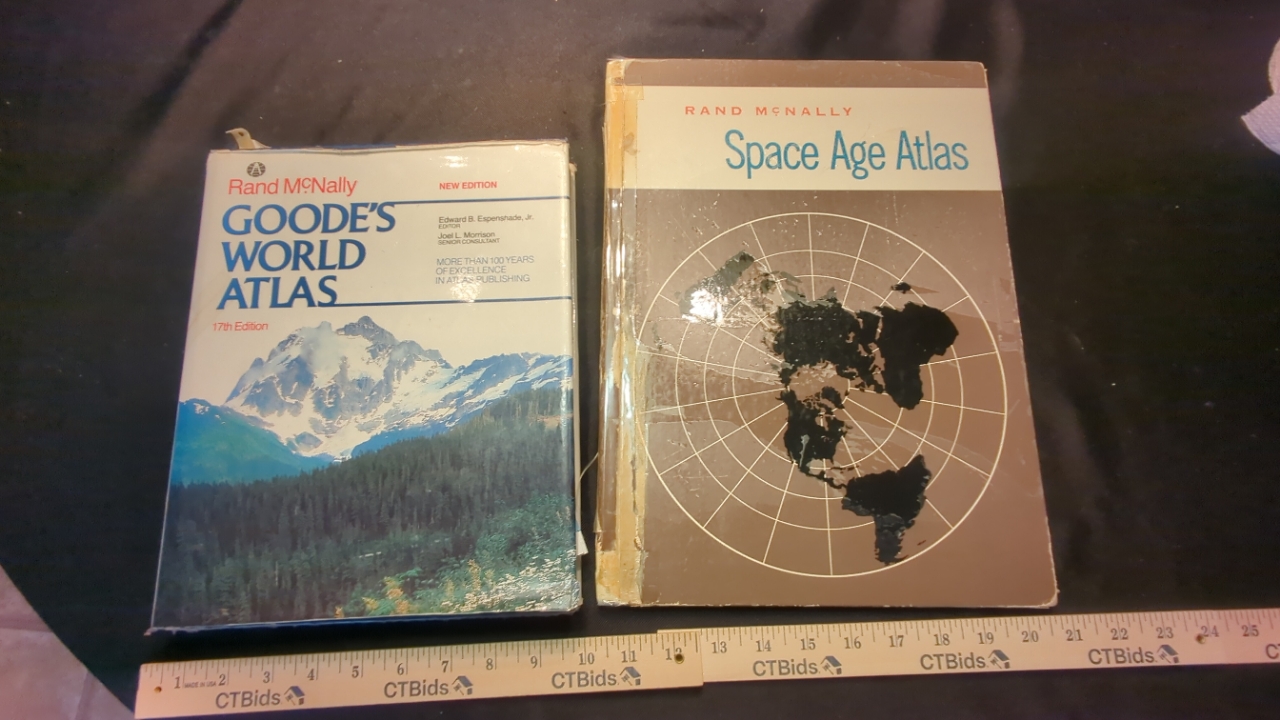 Rand McNally
NEW EDITION
GOODE'S
WORLD
ATLAS
17th Edition
Edward B. Espenshade, Jr.
EDITOR
Joel L. Morrison
SENIOR CONSULTANT
MORE THAN 100 YEARS
OF EXCELLENCE
IN ATLAS PUBLISHING
RAND McNALLY
Space Age Atlas
1 2 3 4 5 6 7 8 9 10 11 12 13 14 15 16 17 18 19 20 21 22 23 24 25
MADE IN USA
CTBids CTBids CTBids CTBids CTBids CTBids